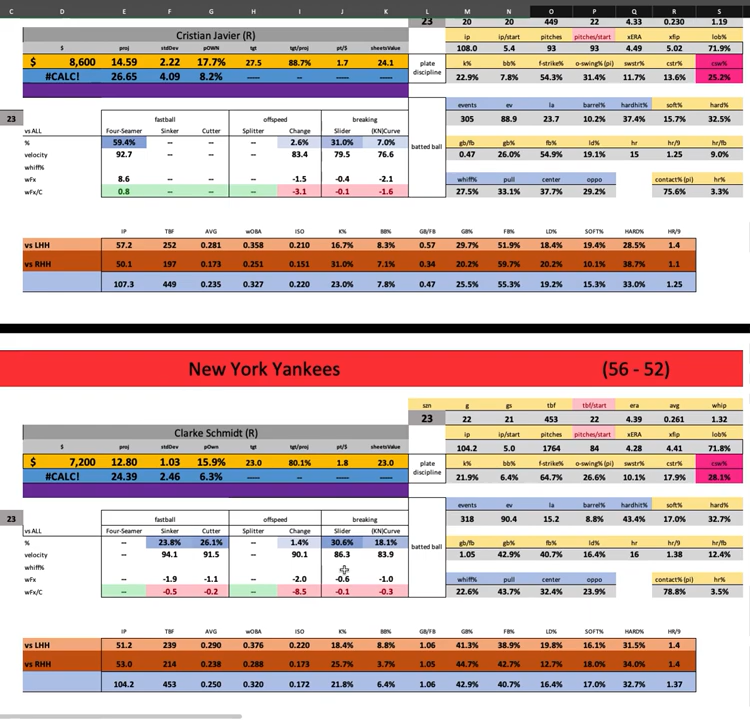 C D E F G H I J K L M N O P Q R S
23 20 20 449 22 4.33 0.230 1.19
Cristian Javier (R) ip ip/start pitches pitches/start xERA xfip lob%
$ proj stdDev pOWN tgt tgt/proj pt/$ sheetsValue 108.0 5.4 93 93 4.49 5.02 71.9%
$ 8,600 14.59 2.22 17.7% 27.5 88.7% 1.7 24.1 plate discipline k% bb% f-strike% o-swing% (pi) swstr% cstr% csw%
#CALC! 26.65 4.09 8.2% ---- ---- ---- ---- 22.9% 7.8% 54.3% 31.4% 11.7% 13.6% 25.2%
events ev la barrel% hardhit% soft% hard%
23 fastball offspeed breaking 305 88.9 23.7 10.2% 37.4% 15.7% 32.5%
vs ALL Four-Seamer Sinker Cutter Splitter Change Slider (KN)Curve
% 59.4% -- -- -- 2.6% 31.0% 7.0% batted ball gb/fb gb% fb% ld% hr hr/9 hr/fb
velocity 92.7 -- -- -- 83.4 79.5 76.6 0.47 26.0% 54.9% 19.1% 15 1.25 9.0%
whiff%
wFx 8.6 -- -- -- -1.5 -0.4 -2.1 whiff% pull center oppo contact% (pi) hr%
wFx/C 0.8 -- -- -- -3.1 -0.1 -1.6 27.5% 33.1% 37.7% 29.2% 75.6% 3.3%
IP TBF AVG wOBA ISO K% BB% GB/FB GB% FB% LD% SOFT% HARD% HR/9
vs LHH 57.2 252 0.281 0.358 0.210 16.7% 8.3% 0.57 29.7% 51.9% 18.4% 19.4% 28.5% 1.4
vs RHH 50.1 197 0.173 0.251 0.151 31.0% 7.1% 0.34 20.2% 59.7% 20.2% 10.1% 38.7% 1.1
107.3 449 0.235 0.327 0.220 23.0% 7.8% 0.47 25.5% 55.3% 19.2% 15.3% 33.0% 1.25
New York Yankees (56 - 52)
szn g gs tbf tbf/start era avg whip
23 22 21 453 22 4.39 0.261 1.32
Clarke Schmidt (R) ip ip/start pitches pitches/start xERA xfip lob%
$ proj stdDev pOwn tgt tgt/proj pt/$ sheetsValue 104.2 5.0 1764 84 4.28 4.41 71.8%
$ 7,200 12.80 1.03 15.9% 23.0 80.1% 1.8 23.0 plate discipline k% bb% f-strike% o-swing% (pi) swstr% cstr% csw%
#CALC! 24.39 2.46 6.3% ---- -- ---- ---- 21.9% 6.4% 64.7% 26.6% 10.1% 17.9% 28.1%
events ev la barrel% hardhit% soft% hard%
23 fastball offspeed breaking 318 90.4 15.2 8.8% 43.4% 17.0% 32.7%
vs ALL Four-Seamer Sinker Cutter Splitter Change Slider (KN)Curve
% -- 23.8% 26.1% -- 1.4% 30.6% 18.1% batted ball gb/fb gb% fb% ld% hr hr/9 hr/fb
velocity -- 94.1 91.5 -- 90.1 86.3 83.9 1.05 42.9% 40.7% 16.4% 16 1.38 12.4%
whiff%
wFx -- -1.9 -1.1 -- -2.0 -0.6 -1.0 whiff% pull center oppo contact% (pi) hr%
wFx/C -- -0.5 -0.2 -- -8.5 -0.1 -0.3 22.6% 43.7% 32.4% 23.9% 78.8% 3.5%
IP TBF AVG wOBA ISO K% BB% GB/FB GB% FB% LD% SOFT% HARD% HR/9
vs LHH 51.2 239 0.290 0.376 0.220 18.4% 8.8% 1.06 41.3% 38.9% 19.8% 16.1% 31.5% 1.4
vs RHH 53.0 214 0.238 0.288 0.173 25.7% 3.7% 1.05 44.7% 42.7% 12.7% 18.0% 34.0% 1.4
104.2 453 0.250 0.320 0.172 21.8% 6.4% 1.06 42.9% 40.7% 16.4% 17.0% 32.7% 1.37